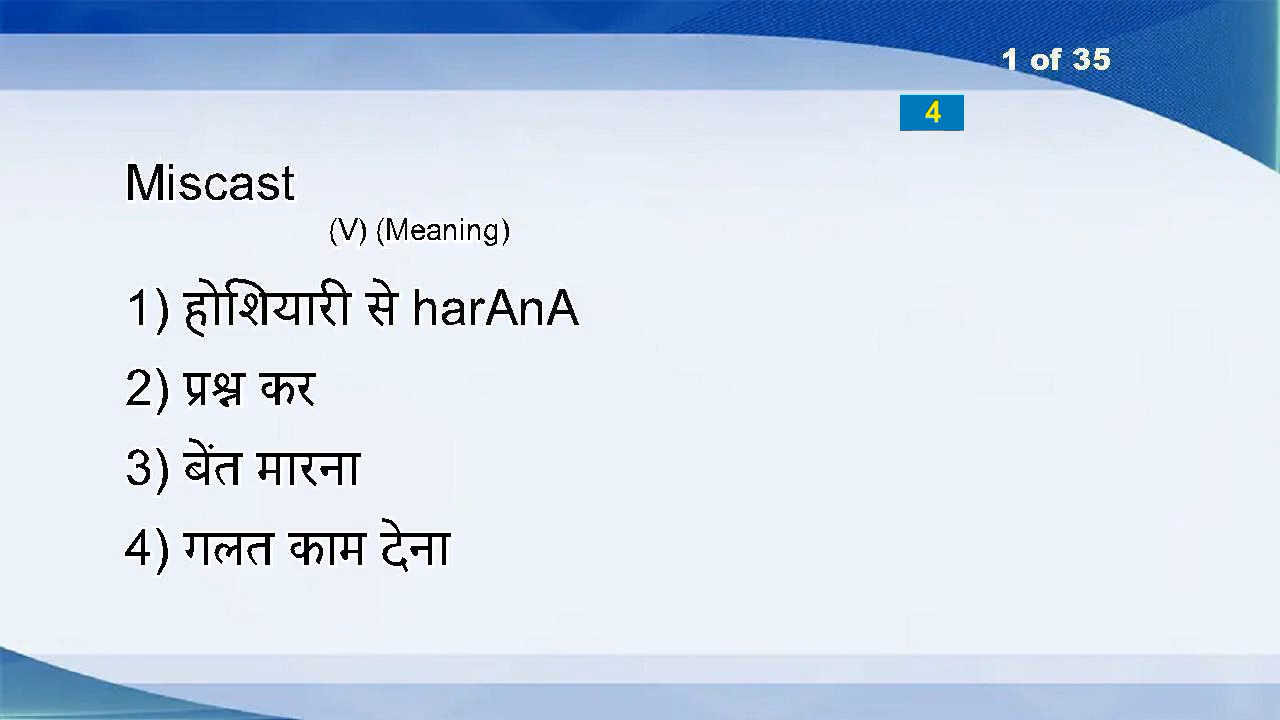 1 of 35
4
Miscast
(V) (Meaning)
1) होशियारी से harAnA
2) प्रश्न कर
3) बेंत मारना
4) गलत काम देना